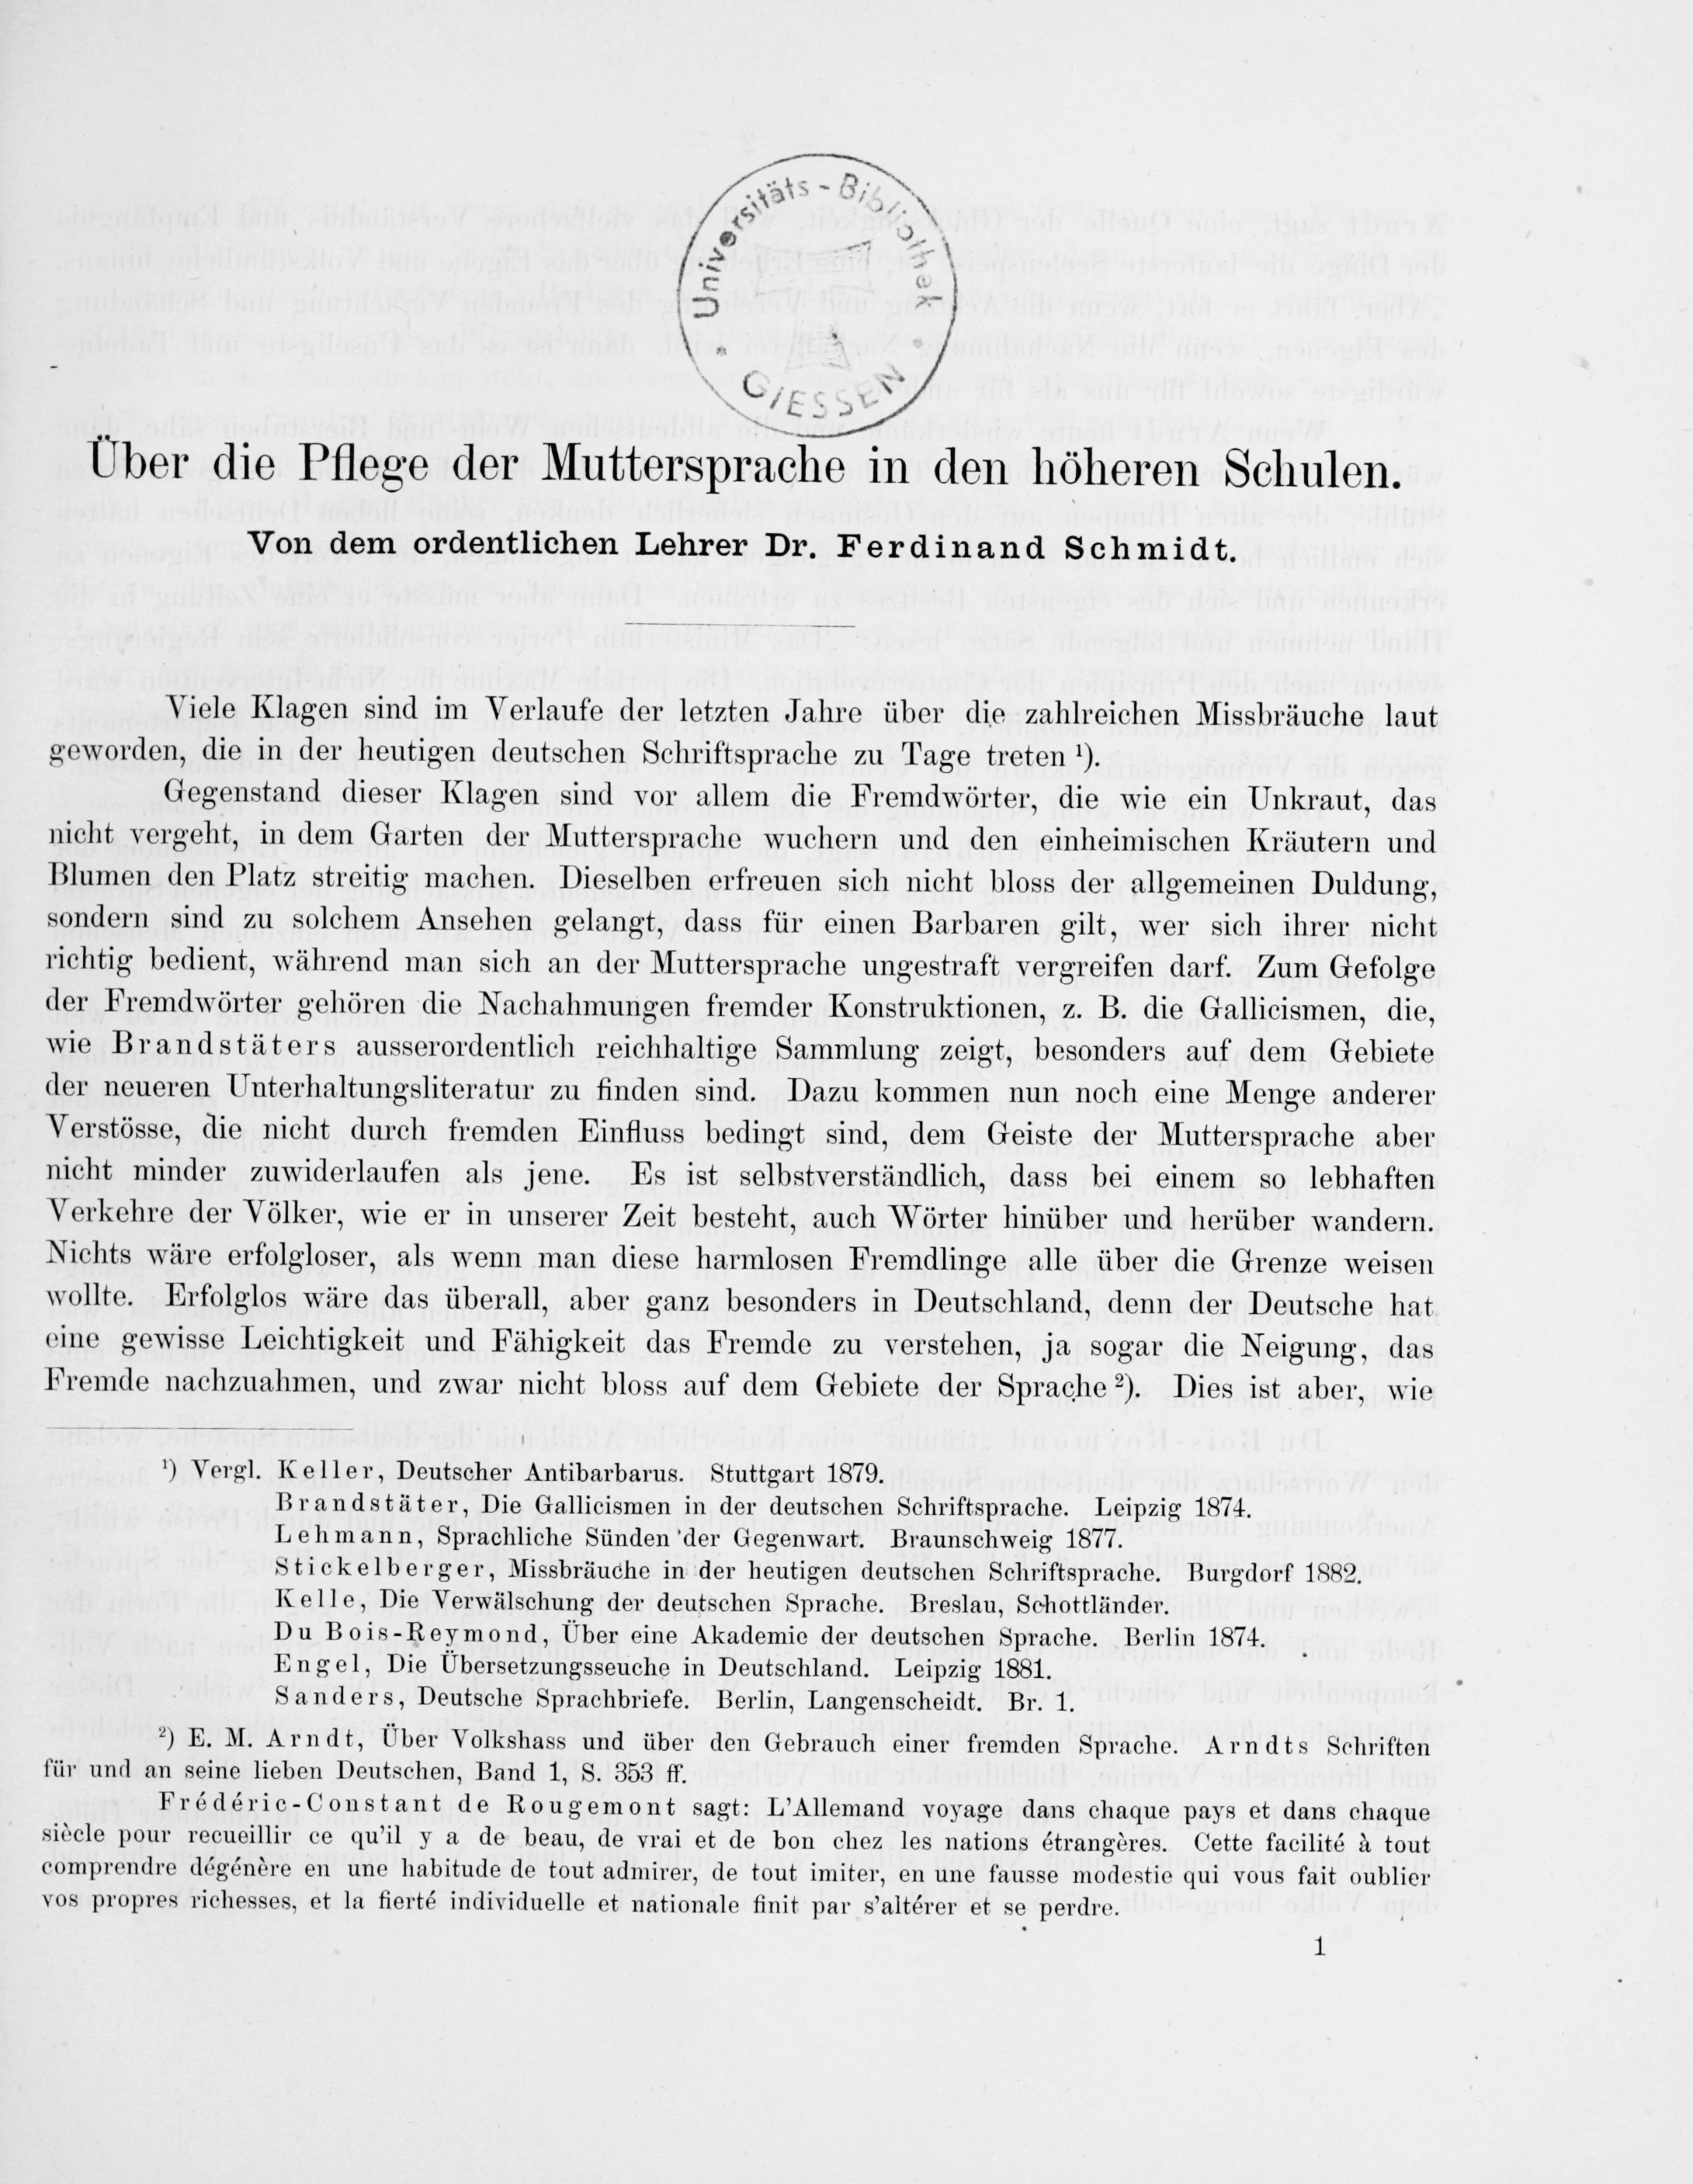 Universitäts-Bibliothek
* GIESSEN *
Über die Pflege der Muttersprache in den höheren Schulen.
Von dem ordentlichen Lehrer Dr. Ferdinand Schmidt.
Viele Klagen sind im Verlaufe der letzten Jahre über die zahlreichen Missbräuche laut
geworden, die in der heutigen deutschen Schriftsprache zu Tage treten ¹).
Gegenstand dieser Klagen sind vor allem die Fremdwörter, die wie ein Unkraut, das
nicht vergeht, in dem Garten der Muttersprache wuchern und den einheimischen Kräutern und
Blumen den Platz streitig machen. Dieselben erfreuen sich nicht bloss der allgemeinen Duldung,
sondern sind zu solchem Ansehen gelangt, dass für einen Barbaren gilt, wer sich ihrer nicht
richtig bedient, während man sich an der Muttersprache ungestraft vergreifen darf. Zum Gefolge
der Fremdwörter gehören die Nachahmungen fremder Konstruktionen, z. B. die Gallicismen, die,
wie Brandstäters ausserordentlich reichhaltige Sammlung zeigt, besonders auf dem Gebiete
der neueren Unterhaltungsliteratur zu finden sind. Dazu kommen nun noch eine Menge anderer
Verstösse, die nicht durch fremden Einfluss bedingt sind, dem Geiste der Muttersprache aber
nicht minder zuwiderlaufen als jene. Es ist selbstverständlich, dass bei einem so lebhaften
Verkehre der Völker, wie er in unserer Zeit besteht, auch Wörter hinüber und herüber wandern.
Nichts wäre erfolgloser, als wenn man diese harmlosen Fremdlinge alle über die Grenze weisen
wollte. Erfolglos wäre das überall, aber ganz besonders in Deutschland, denn der Deutsche hat
eine gewisse Leichtigkeit und Fähigkeit das Fremde zu verstehen, ja sogar die Neigung, das
Fremde nachzuahmen, und zwar nicht bloss auf dem Gebiete der Sprache ²). Dies ist aber, wie
¹) Vergl. Keller, Deutscher Antibarbarus. Stuttgart 1879.
Brandstäter, Die Gallicismen in der deutschen Schriftsprache. Leipzig 1874.
Lehmann, Sprachliche Sünden der Gegenwart. Braunschweig 1877.
Stickelberger, Missbräuche in der heutigen deutschen Schriftsprache. Burgdorf 1882.
Kelle, Die Verwälschung der deutschen Sprache. Breslau, Schottländer.
Du Bois-Reymond, Über eine Akademie der deutschen Sprache. Berlin 1874.
Engel, Die Übersetzungsseuche in Deutschland. Leipzig 1881.
Sanders, Deutsche Sprachbriefe. Berlin, Langenscheidt. Br. 1.
²) E. M. Arndt, Über Volkshass und über den Gebrauch einer fremden Sprache. Arndts Schriften
für und an seine lieben Deutschen, Band 1, S. 353 ff.
Frédéric-Constant de Rougemont sagt: L'Allemand voyage dans chaque pays et dans chaque
siècle pour recueillir ce qu'il y a de beau, de vrai et de bon chez les nations étrangères. Cette facilité à tout
comprendre dégénère en une habitude de tout admirer, de tout imiter, en une fausse modestie qui vous fait oublier
vos propres richesses, et la fierté individuelle et nationale finit par s'altérer et se perdre.
1